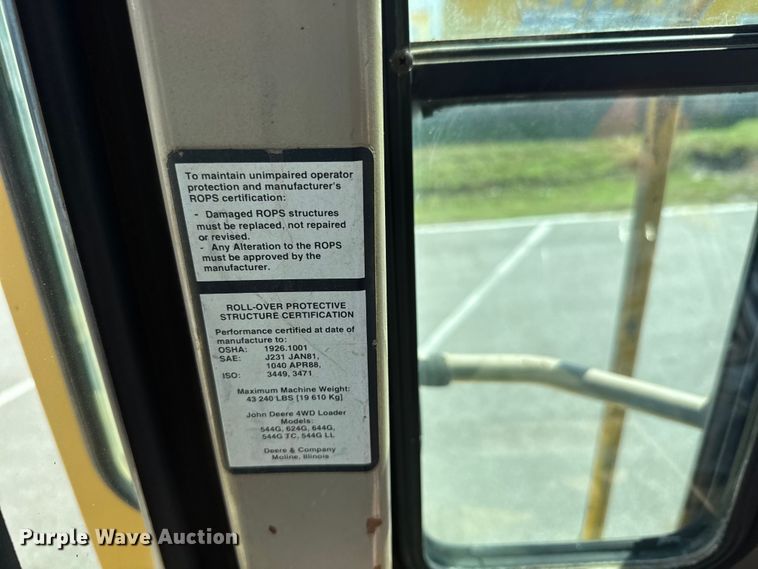 To maintain unimpaired operator
protection and manufacturer's
ROPS certification:
- Damaged ROPS structures
must be replaced, not repaired
or revised.
- Any Alteration to the ROPS
must be approved by the
manufacturer.
ROLL-OVER PROTECTIVE
STRUCTURE CERTIFICATION
Performance certified at date of
manufacture to:
OSHA: 1926.1001
SAE: J231 JAN81,
1040 APR88,
ISO: 3449, 3471
Maximum Machine Weight:
43 240 LBS [19 610 Kg]
John Deere 4WD Loader
Models:
544G, 624G, 644G,
544G TC, 544G LL
Deere & Company
Moline, Illinois
Purple Wave Auction